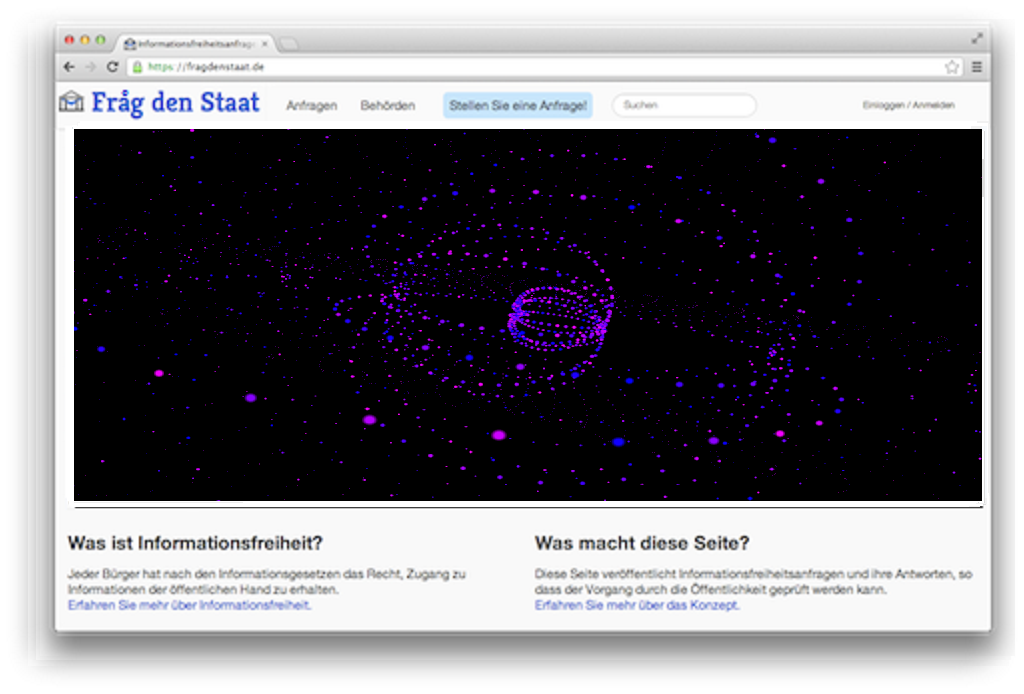 Informationsfreiheitsanfrag
https://fragdenstaat.de
Fråg den Staat
Anfragen
Behörden
Stellen Sie eine Anfrage!
Suchen
Einloggen / Anmelden
Was ist Informationsfreiheit?
Jeder Bürger hat nach den Informationsgesetzen das Recht, Zugang zu
Informationen der öffentlichen Hand zu erhalten.
Erfahren Sie mehr über Informationsfreiheit.
Was macht diese Seite?
Diese Seite veröffentlicht Informationsfreiheitsanfragen und ihre Antworten, so
dass der Vorgang durch die Öffentlichkeit geprüft werden kann.
Erfahren Sie mehr über das Konzept.